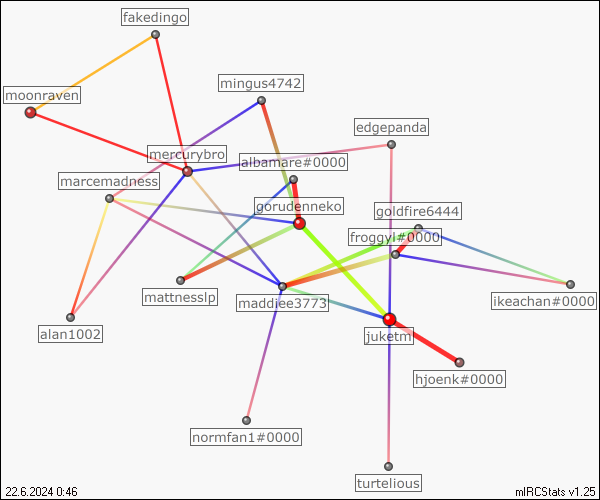 fakedingo
mingus4742
moonraven
edgepanda
mercurybro
albamare#0000
marcemadness
gorudenneko
goldfire6444
froggyl#0000
mattnesslp
maddiee3773
ikeachan#0000
alan1002
juketm
hjoenk#0000
normfan1#0000
turtelious
22.6.2024 0:46
mIRCStats v1.25